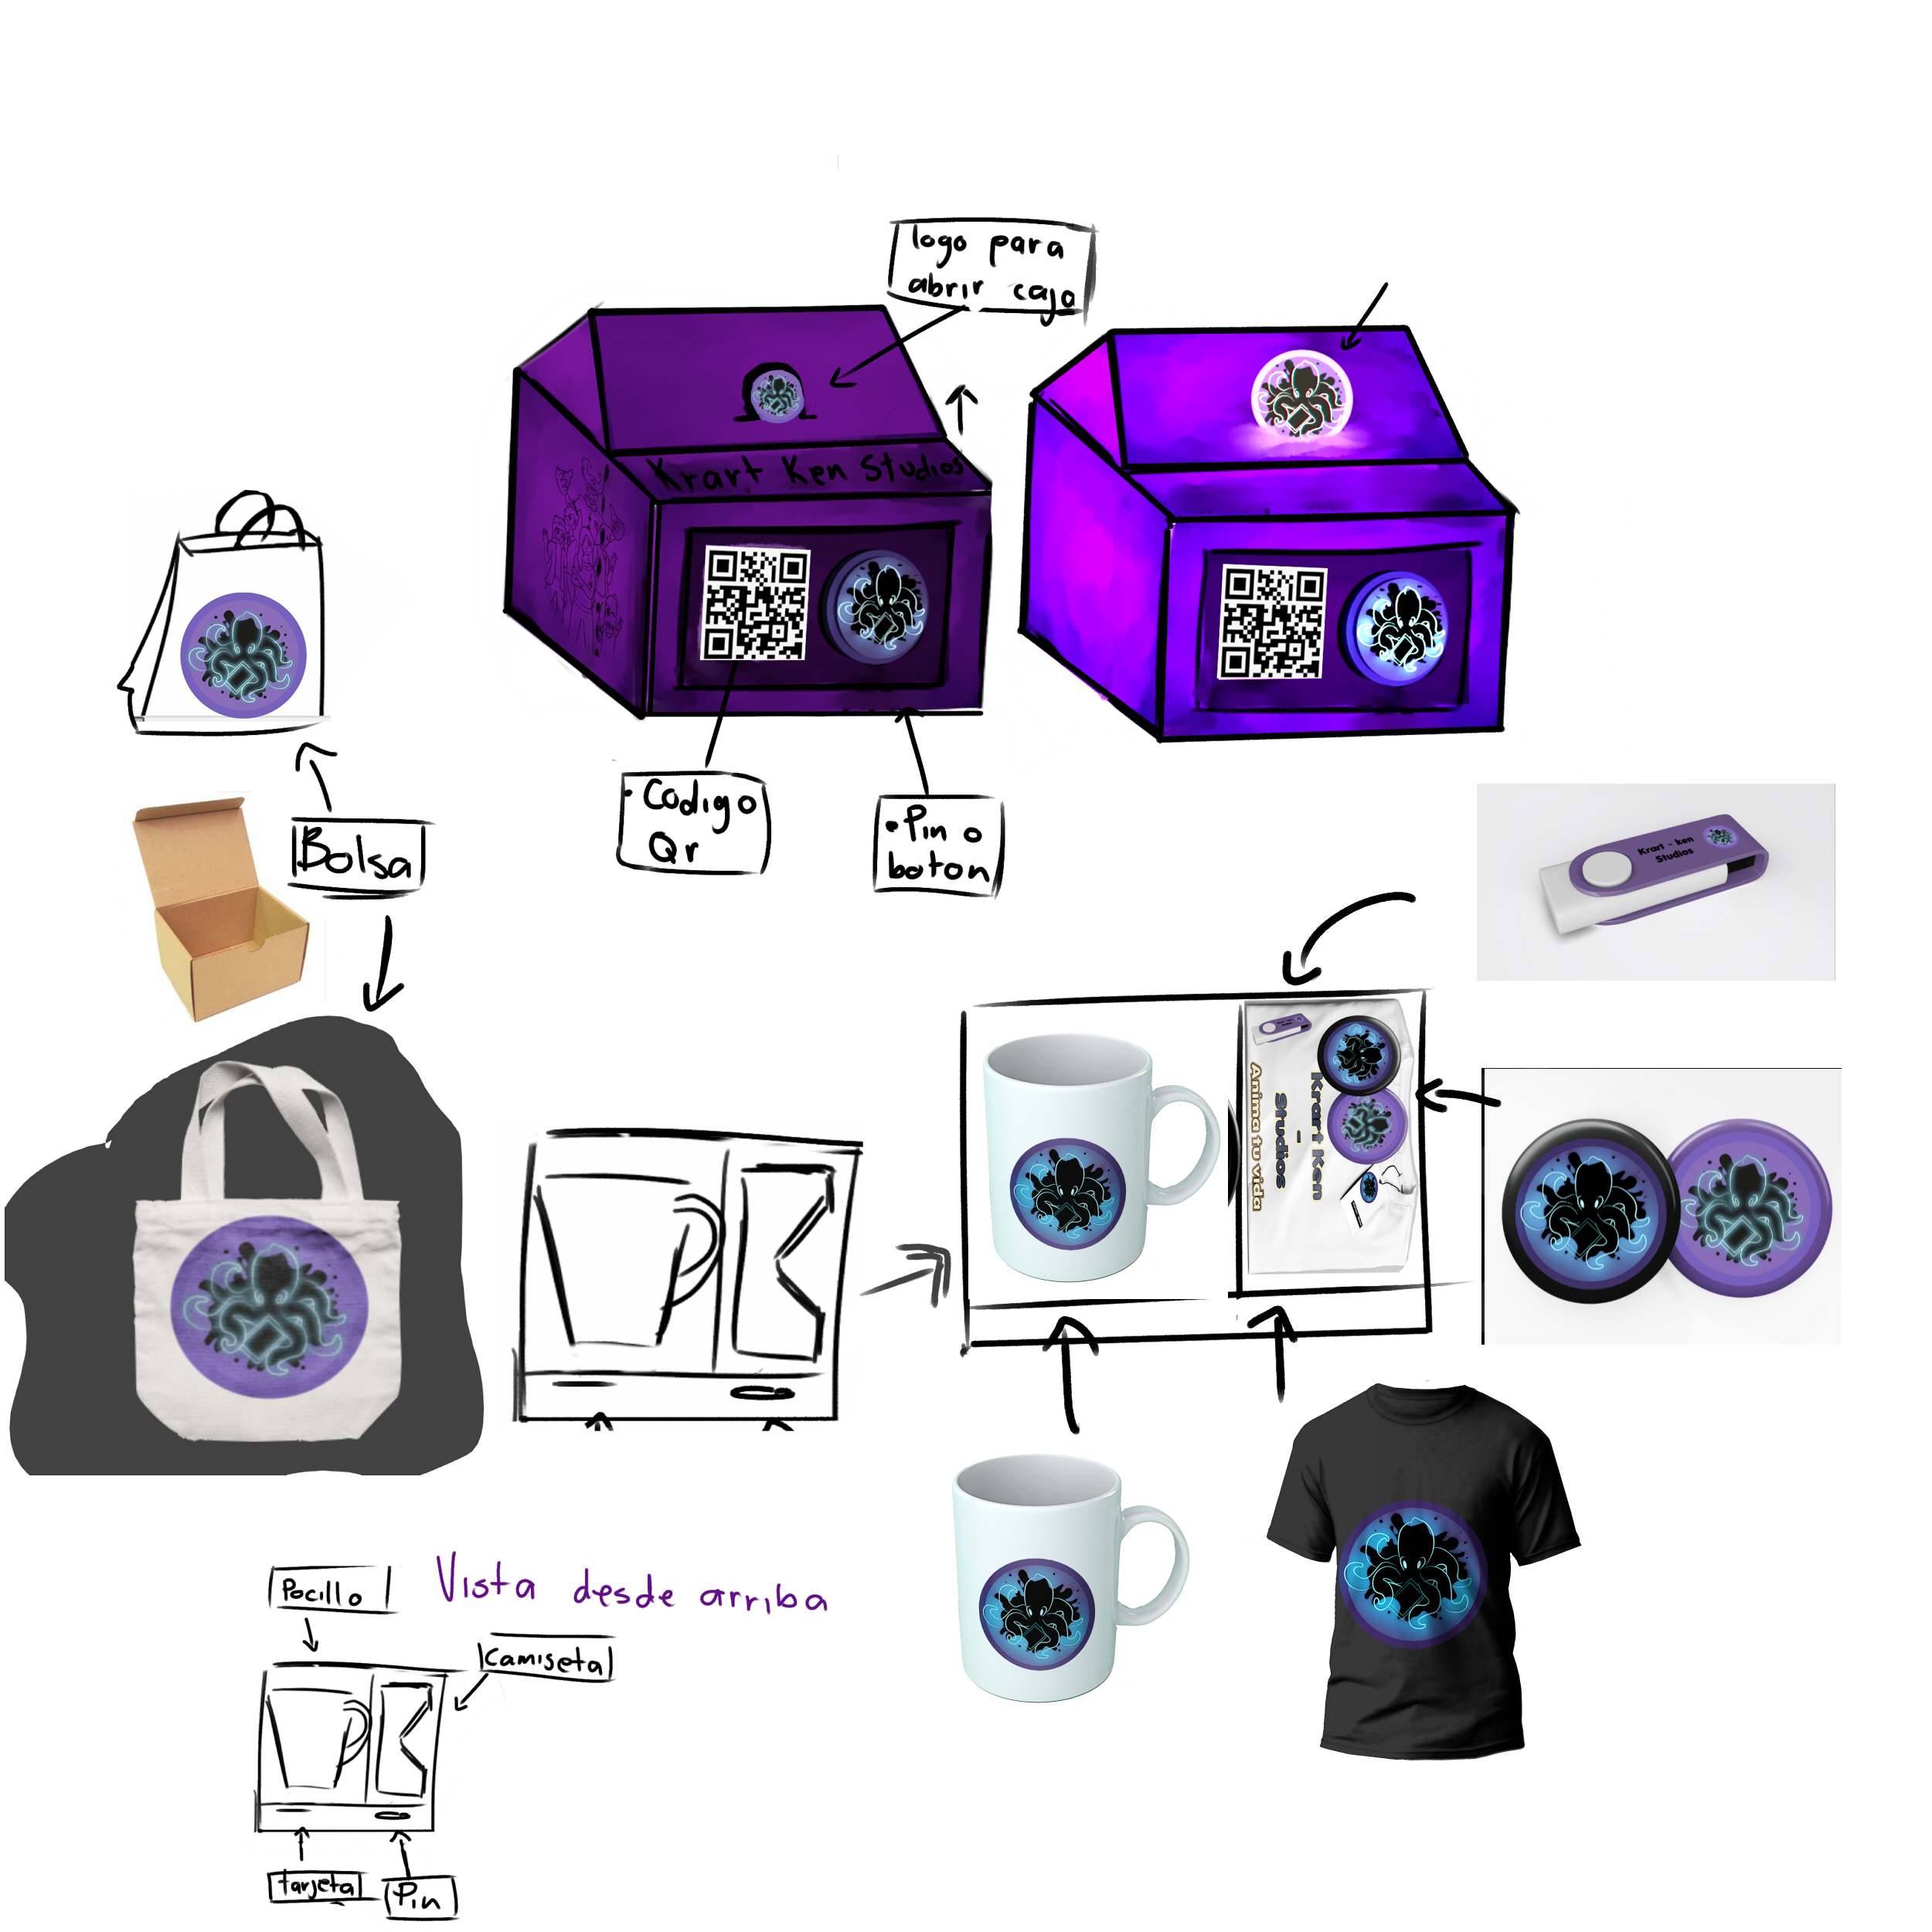 logo para
abrir caja
Krart Ken Studios
• Codigo
Qr
• Pin o
boton
Bolsa
Krart - ken
Studios
Krart Ken
-
Studios
Anima tu vida
Pocillo
Vista desde arriba
Camiseta
tarjeta
Pin